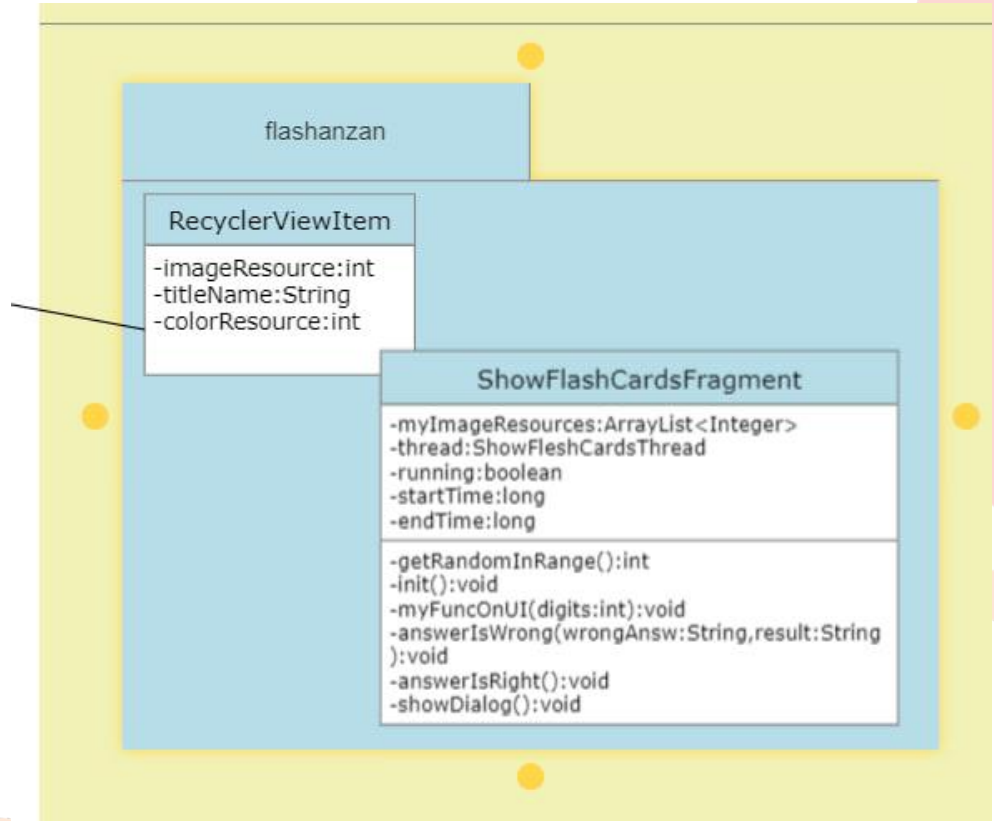 flashanzan
RecyclerViewItem
-imageResource:int
-titleName:String
-colorResource:int
ShowFlashCardsFragment
-myImageResources:ArrayList<Integer>
-thread:ShowFleshCardsThread
-running:boolean
-startTime:long
-endTime:long
-getRandomInRange():int
-init():void
-myFuncOnUI(digits:int):void
-answerIsWrong(wrongAnsw:String,result:String
):void
-answerIsRight():void
-showDialog():void